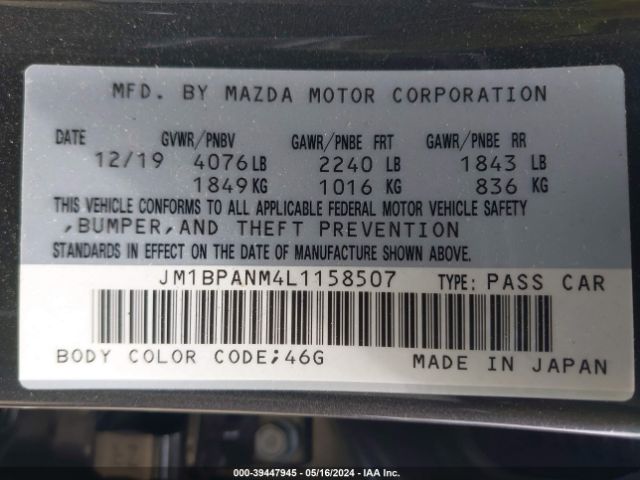 MFD. BY MAZDA MOTOR CORPORATION
DATE GVWR/PNBV GAWR/PNBE FRT GAWR/PNBE RR
12/19 4076 LB 2240 LB 1843 LB
1849 KG 1016 KG 836 KG
THIS VEHICLE CONFORMS TO ALL APPLICABLE FEDERAL MOTOR VEHICLE SAFETY
,BUMPER,AND THEFT PREVENTION
STANDARDS IN EFFECT ON THE DATE OF MANUFACTURE SHOWN ABOVE.
JM1BPANM4L1158507 TYPE: PASS CAR
BODY COLOR CODE;46G MADE IN JAPAN
000-39447945 - 05/16/2024 - IAA Inc.